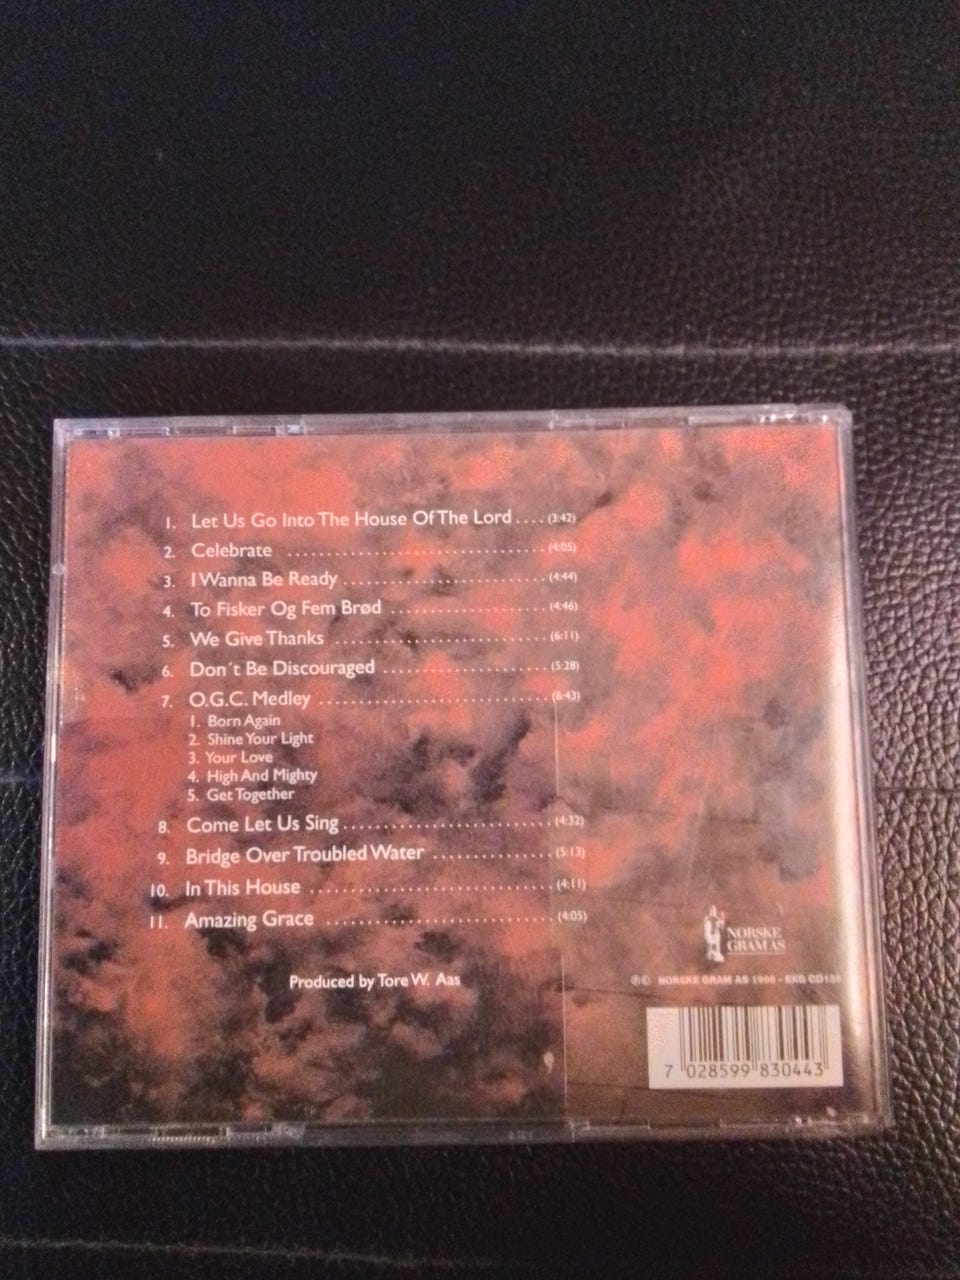 1. Let Us Go Into The House Of The Lord .... (3:42)
2. Celebrate ................................. (4:05)
3. I Wanna Be Ready .......................... (4:44)
4. To Fisker Og Fem Brød .................... (4:46)
5. We Give Thanks ............................ (6:11)
6. Don´t Be Discouraged ..................... (5:28)
7. O.G.C. Medley .............................. (6:43)
1. Born Again
2. Shine Your Light
3. Your Love
4. High And Mighty
5. Get Together
8. Come Let Us Sing ........................... (4:32)
9. Bridge Over Troubled Water ............... (5:13)
10. In This House ............................... (4:11)
11. Amazing Grace ............................. (4:05)
Produced by Tore W. Aas
NORSKE
GRAM AS
℗© NORSKE GRAM AS 1998 - EKG
7 028599 830443